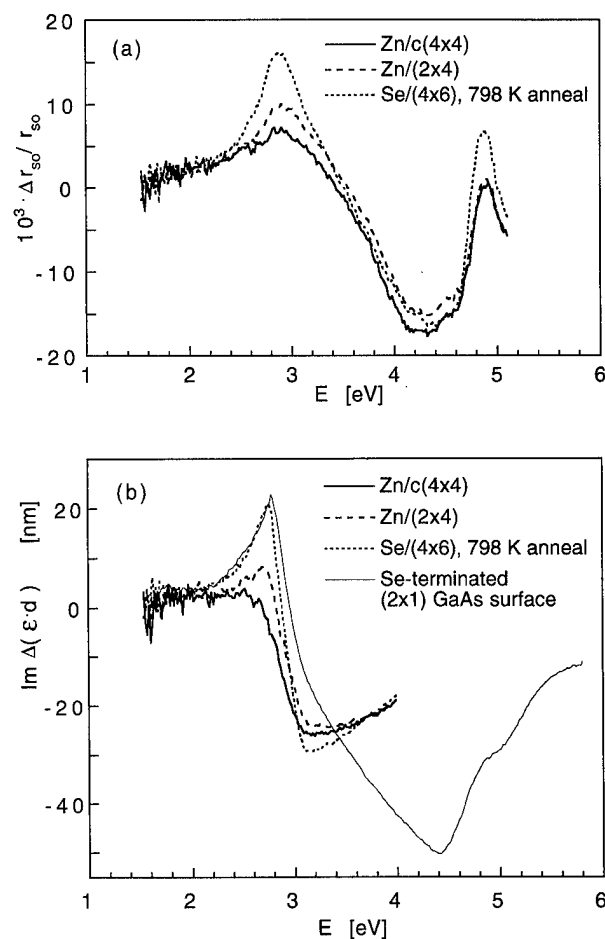 (a)
Zn/c(4x4)
Zn/(2x4)
Se/(4x6), 798 K anneal
10³ · Δ r_so / r_so
20
10
0
-10
-20
1 2 3 4 5 6
E [eV]
(b)
Zn/c(4x4)
Zn/(2x4)
Se/(4x6), 798 K anneal
Se-terminated
(2x1) GaAs surface
Im Δ( ε·d ) [nm]
20
0
-20
-40
1 2 3 4 5 6
E [eV]